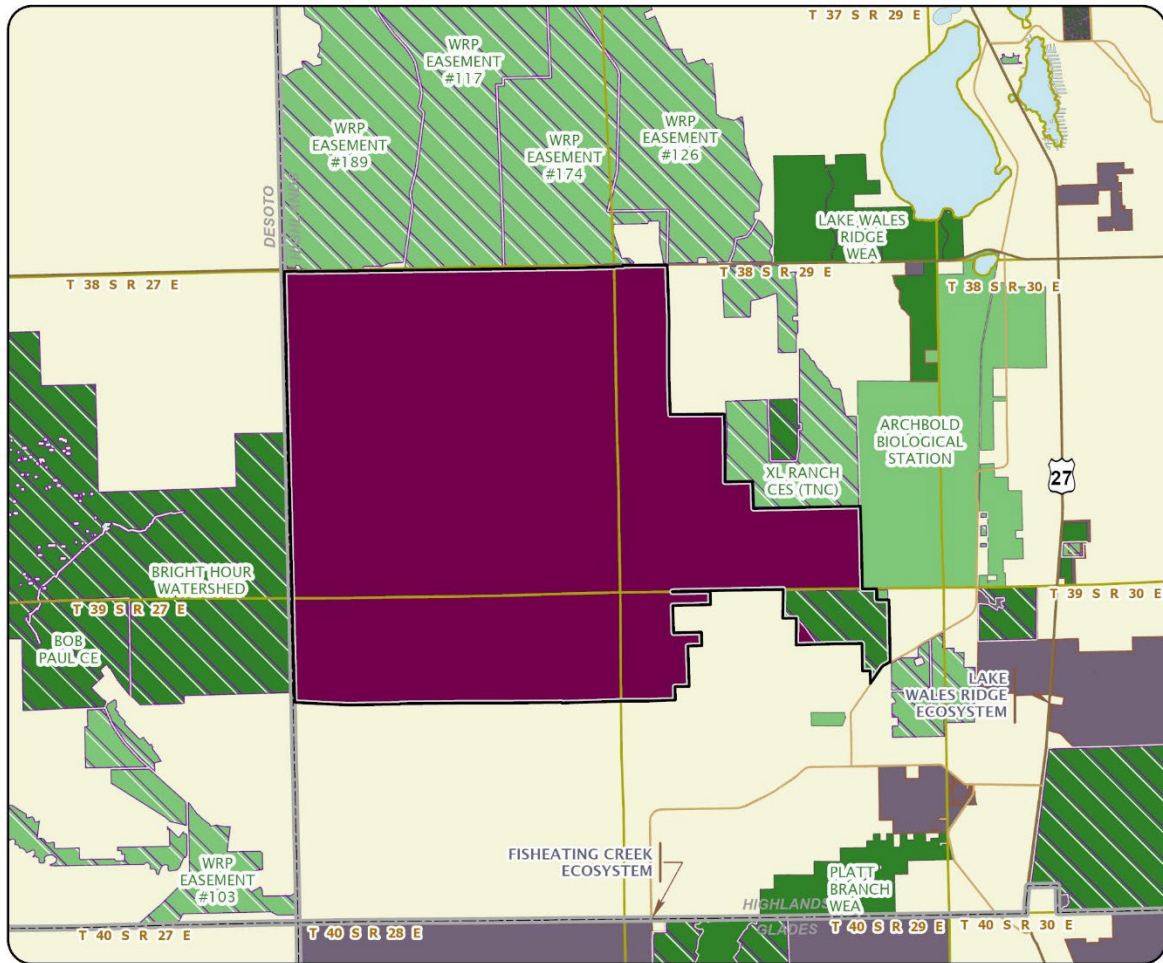 T 37 S R 29 E
WRP
EASEMENT
#117
WRP
EASEMENT
#189
WRP
EASEMENT
#174
WRP
EASEMENT
#126
DESOTO
HIGHLANDS
LAKE WALES
RIDGE
WEA
T 38 S R 27 E
T 38 S R 29 E
T 38 S R 30 E
ARCHBOLD
BIOLOGICAL
STATION
XL RANCH
CES (TNC)
27
BRIGHT HOUR
WATERSHED
T 39 S R 27 E
T 39 S R 30 E
BOB
PAUL CE
LAKE
WALES RIDGE
ECOSYSTEM
WRP
EASEMENT
#103
FISHEATING CREEK
ECOSYSTEM
PLATT
BRANCH
WEA
HIGHLANDS
GLADES
T 40 S R 27 E
T 40 S R 28 E
T 40 S R 29 E
T 40 S R 30 E